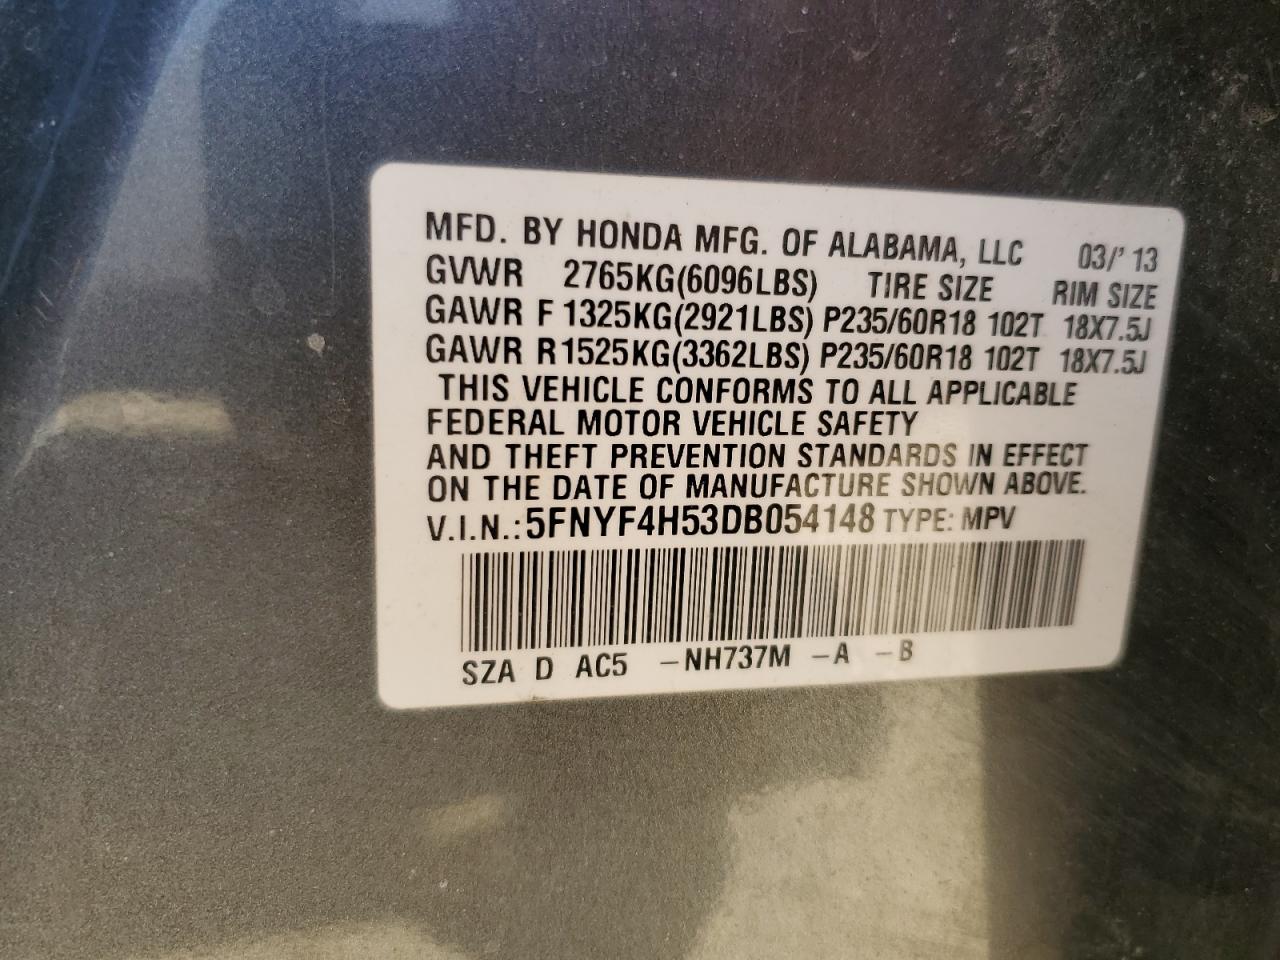 MFD. BY HONDA MFG. OF ALABAMA, LLC 03/'13
GVWR 2765KG(6096LBS) TIRE SIZE RIM SIZE
GAWR F 1325KG(2921LBS) P235/60R18 102T 18X7.5J
GAWR R 1525KG(3362LBS) P235/60R18 102T 18X7.5J
THIS VEHICLE CONFORMS TO ALL APPLICABLE
FEDERAL MOTOR VEHICLE SAFETY
AND THEFT PREVENTION STANDARDS IN EFFECT
ON THE DATE OF MANUFACTURE SHOWN ABOVE.
V.I.N.: 5FNYF4H53DB054148 TYPE: MPV
SZA D AC5 –NH737M –A –B